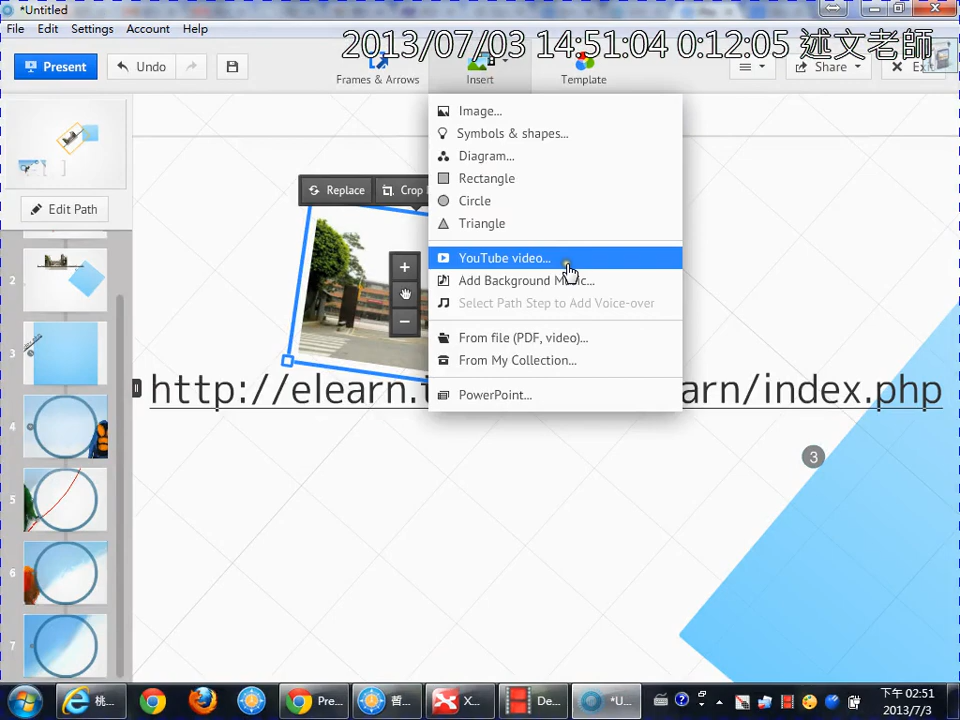 *Untitled
File Edit Settings Account Help
2013/07/03 14:51:04 0:12:05 述文老師
Present Undo Frames & Arrows Insert Template Share Exit
Image...
Symbols & shapes...
Diagram...
Rectangle
Circle
Triangle
YouTube video...
Add Background Music...
Select Path Step to Add Voice-over
From file (PDF, video)...
From My Collection...
PowerPoint...
Replace Crop
Edit Path
2
3
4
5
6
7
http://elearn. arn/index.php
3
桃... Pre... 暫... X... De... *U...
下午 02:51
2013/7/3